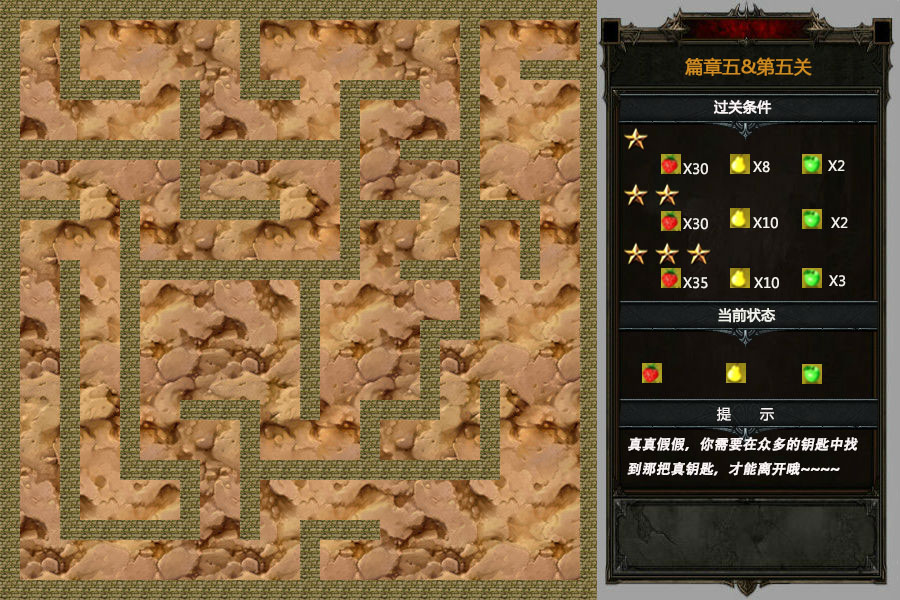 篇章五&第五关
过关条件
X30 X8 X2
X30 X10 X2
X35 X10 X3
当前状态
提 示
真真假假，你需要在众多的钥匙中找
到那把真钥匙，才能离开哦~~~~